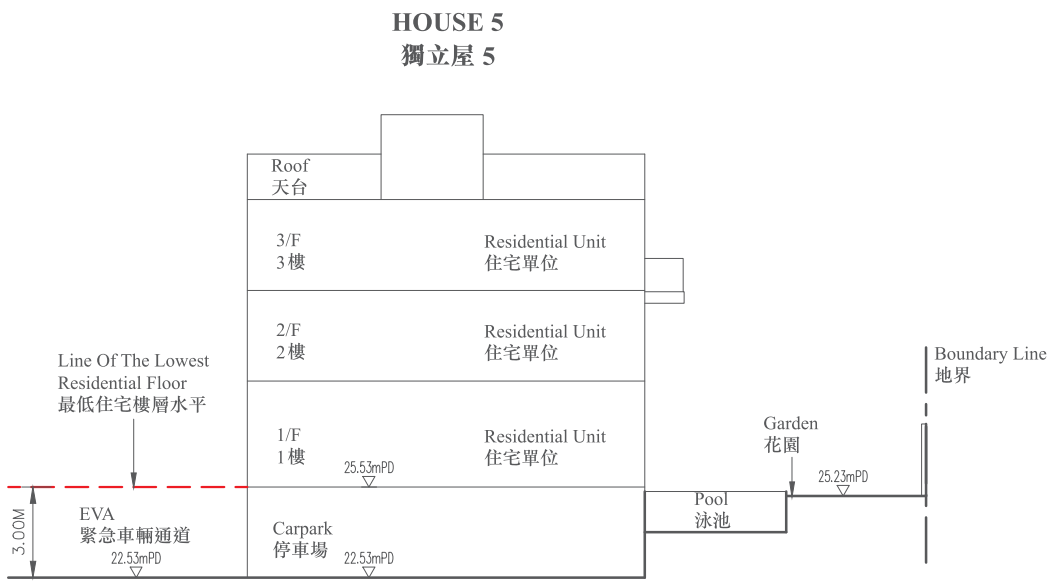 HOUSE 5
獨立屋 5
Roof
天台
3/F
3樓
Residential Unit
住宅單位
2/F
2樓
Residential Unit
住宅單位
Line Of The Lowest
Residential Floor
最低住宅樓層水平
Boundary Line
地界
1/F
1樓
Residential Unit
住宅單位
25.53mPD
Garden
花園
25.23mPD
3.00M
EVA
緊急車輛通道
22.53mPD
Carpark
停車場
22.53mPD
Pool
泳池